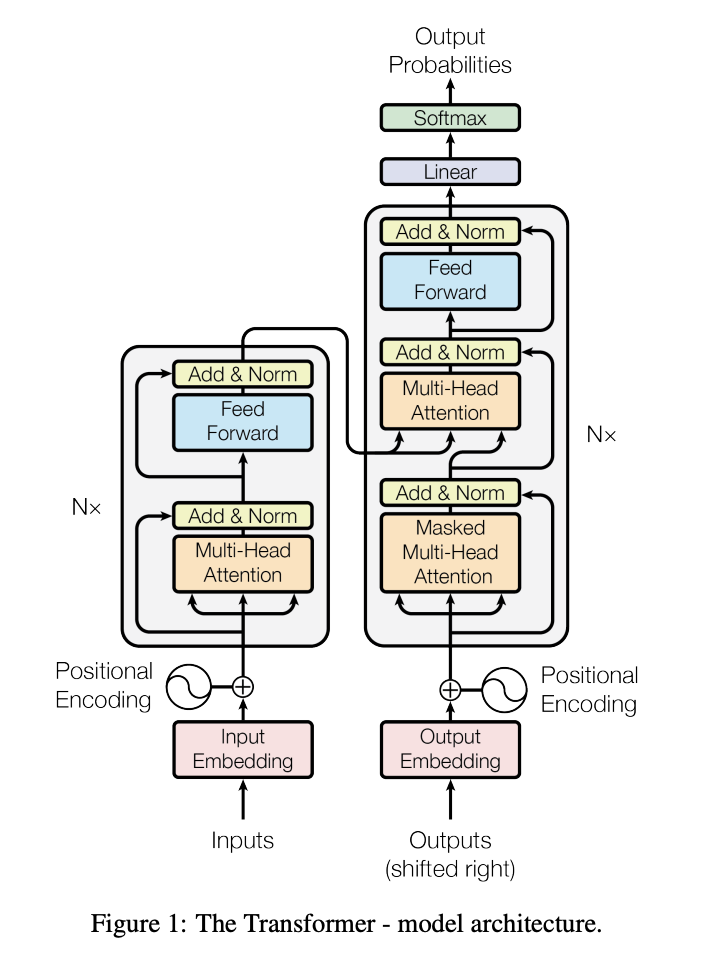 Output
Probabilities
Softmax
Linear
Add & Norm
Feed
Forward
Add & Norm
Multi-Head
Attention
Add & Norm
Masked
Multi-Head
Attention
N×
Add & Norm
Feed
Forward
Add & Norm
Multi-Head
Attention
N×
Positional
Encoding
Positional
Encoding
Input
Embedding
Output
Embedding
Inputs
Outputs
(shifted right)
Figure 1: The Transformer - model architecture.